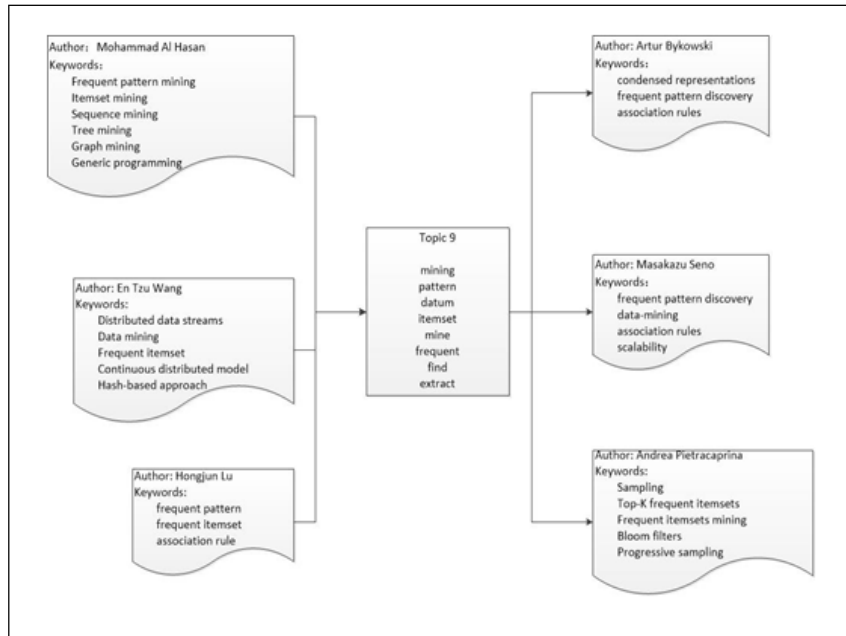 Author: Mohammad Al Hasan
Keywords:
Frequent pattern mining
Itemset mining
Sequence mining
Tree mining
Graph mining
Generic programming
Author: En Tzu Wang
Keywords:
Distributed data streams
Data mining
Frequent itemset
Continuous distributed model
Hash-based approach
Author: Hongjun Lu
Keywords:
frequent pattern
frequent itemset
association rule
Topic 9
mining
pattern
datum
itemset
mine
frequent
find
extract
Author: Artur Bykowski
Keywords:
condensed representations
frequent pattern discovery
association rules
Author: Masakazu Seno
Keywords:
frequent pattern discovery
data-mining
association rules
scalability
Author: Andrea Pietracaprina
Keywords:
Sampling
Top-K frequent itemsets
Frequent itemsets mining
Bloom filters
Progressive sampling